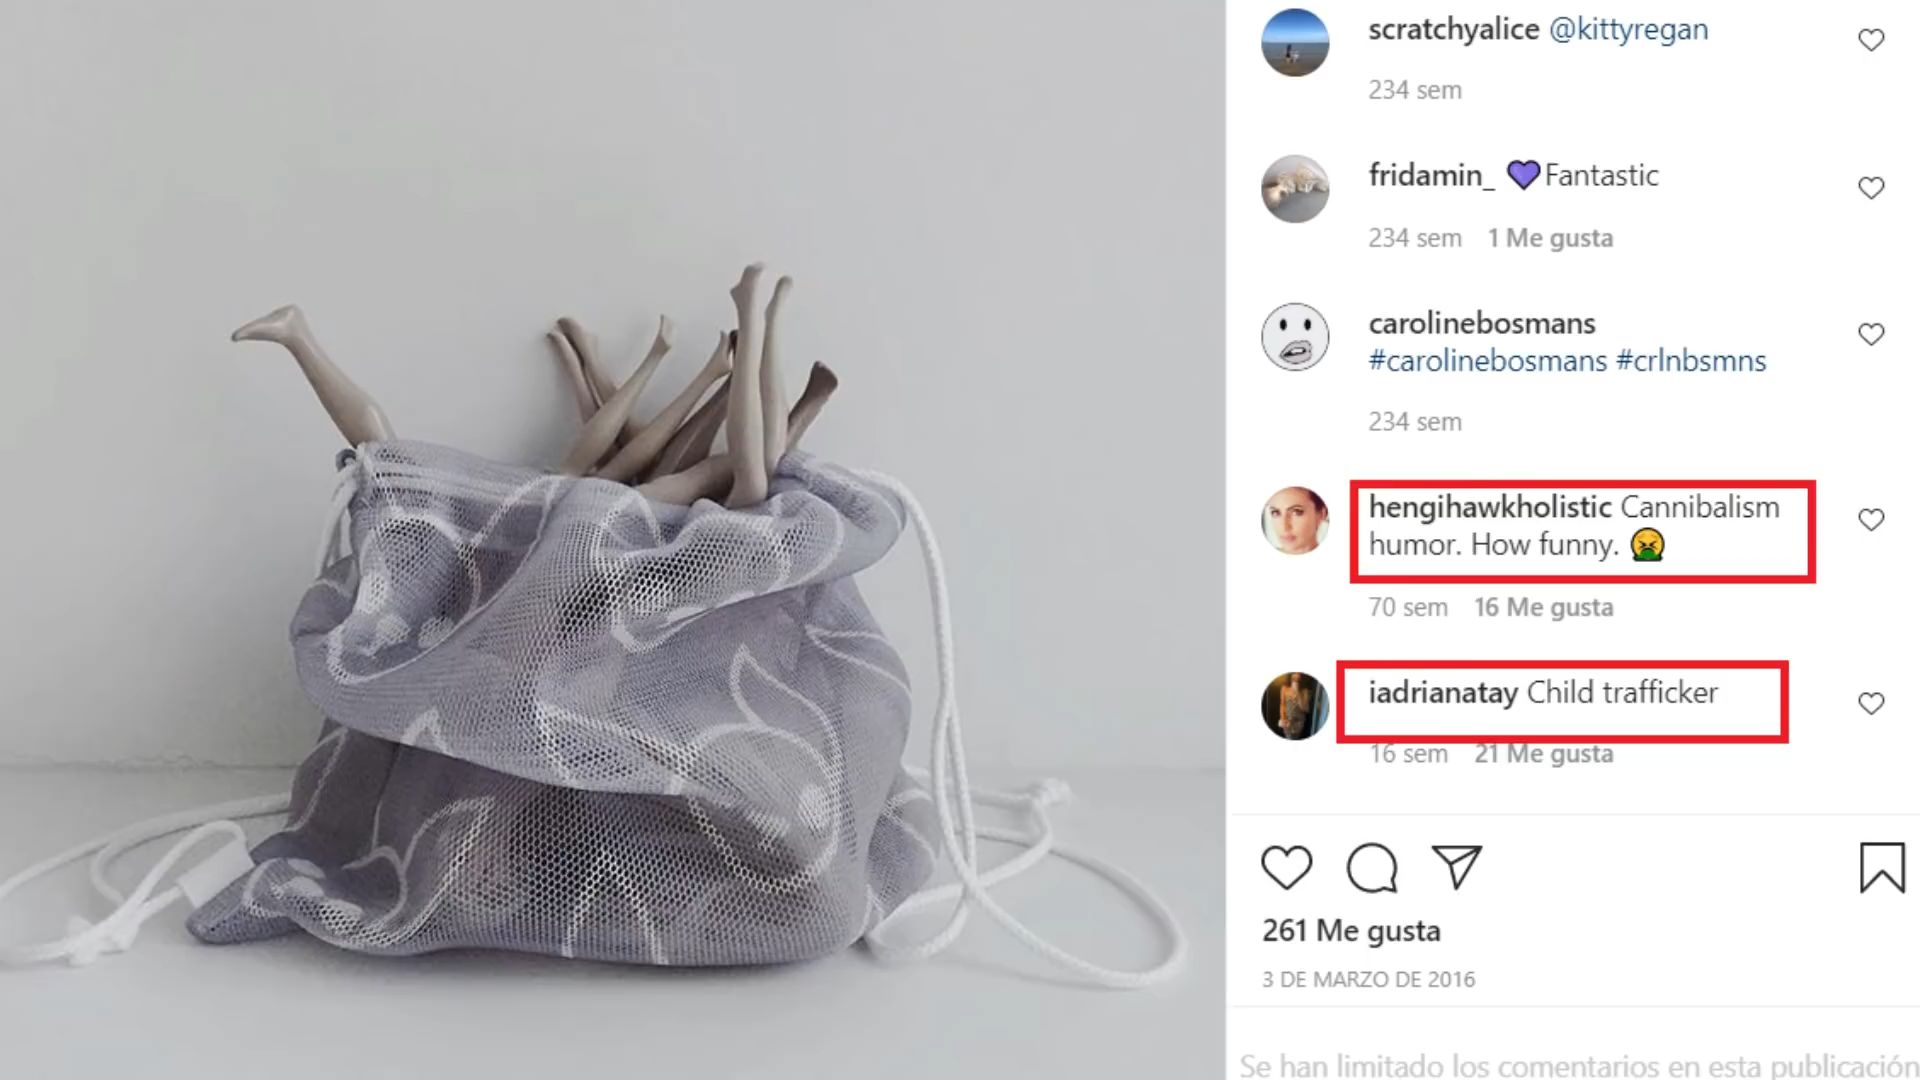 scratchyalice @kittyregan
234 sem
fridamin_ 💜Fantastic
234 sem 1 Me gusta
carolinebosmans
#carolinebosmans #crlnbsmns
234 sem
hengihawkholistic Cannibalism
humor. How funny. 🤮
70 sem 16 Me gusta
iadrianatay Child trafficker
16 sem 21 Me gusta
261 Me gusta
3 DE MARZO DE 2016
Se han limitado los comentarios en esta publicación